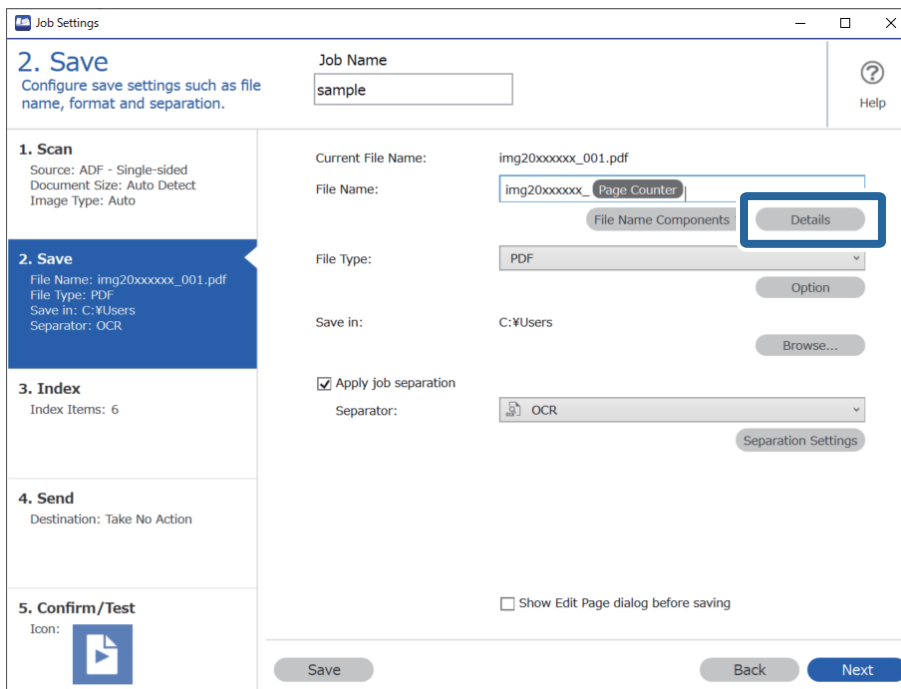 Job Settings
2. Save
Configure save settings such as file
name, format and separation.
Job Name
sample
Help
1. Scan
Source: ADF - Single-sided
Document Size: Auto Detect
Image Type: Auto
2. Save
File Name: img20xxxxxx_001.pdf
File Type: PDF
Save in: C:¥Users
Separator: OCR
3. Index
Index Items: 6
4. Send
Destination: Take No Action
5. Confirm/Test
Icon:
Current File Name: img20xxxxxx_001.pdf
File Name: img20xxxxxx_ Page Counter
File Name Components Details
File Type: PDF
Option
Save in: C:¥Users
Browse...
Apply job separation
Separator: OCR
Separation Settings
Show Edit Page dialog before saving
Save Back Next